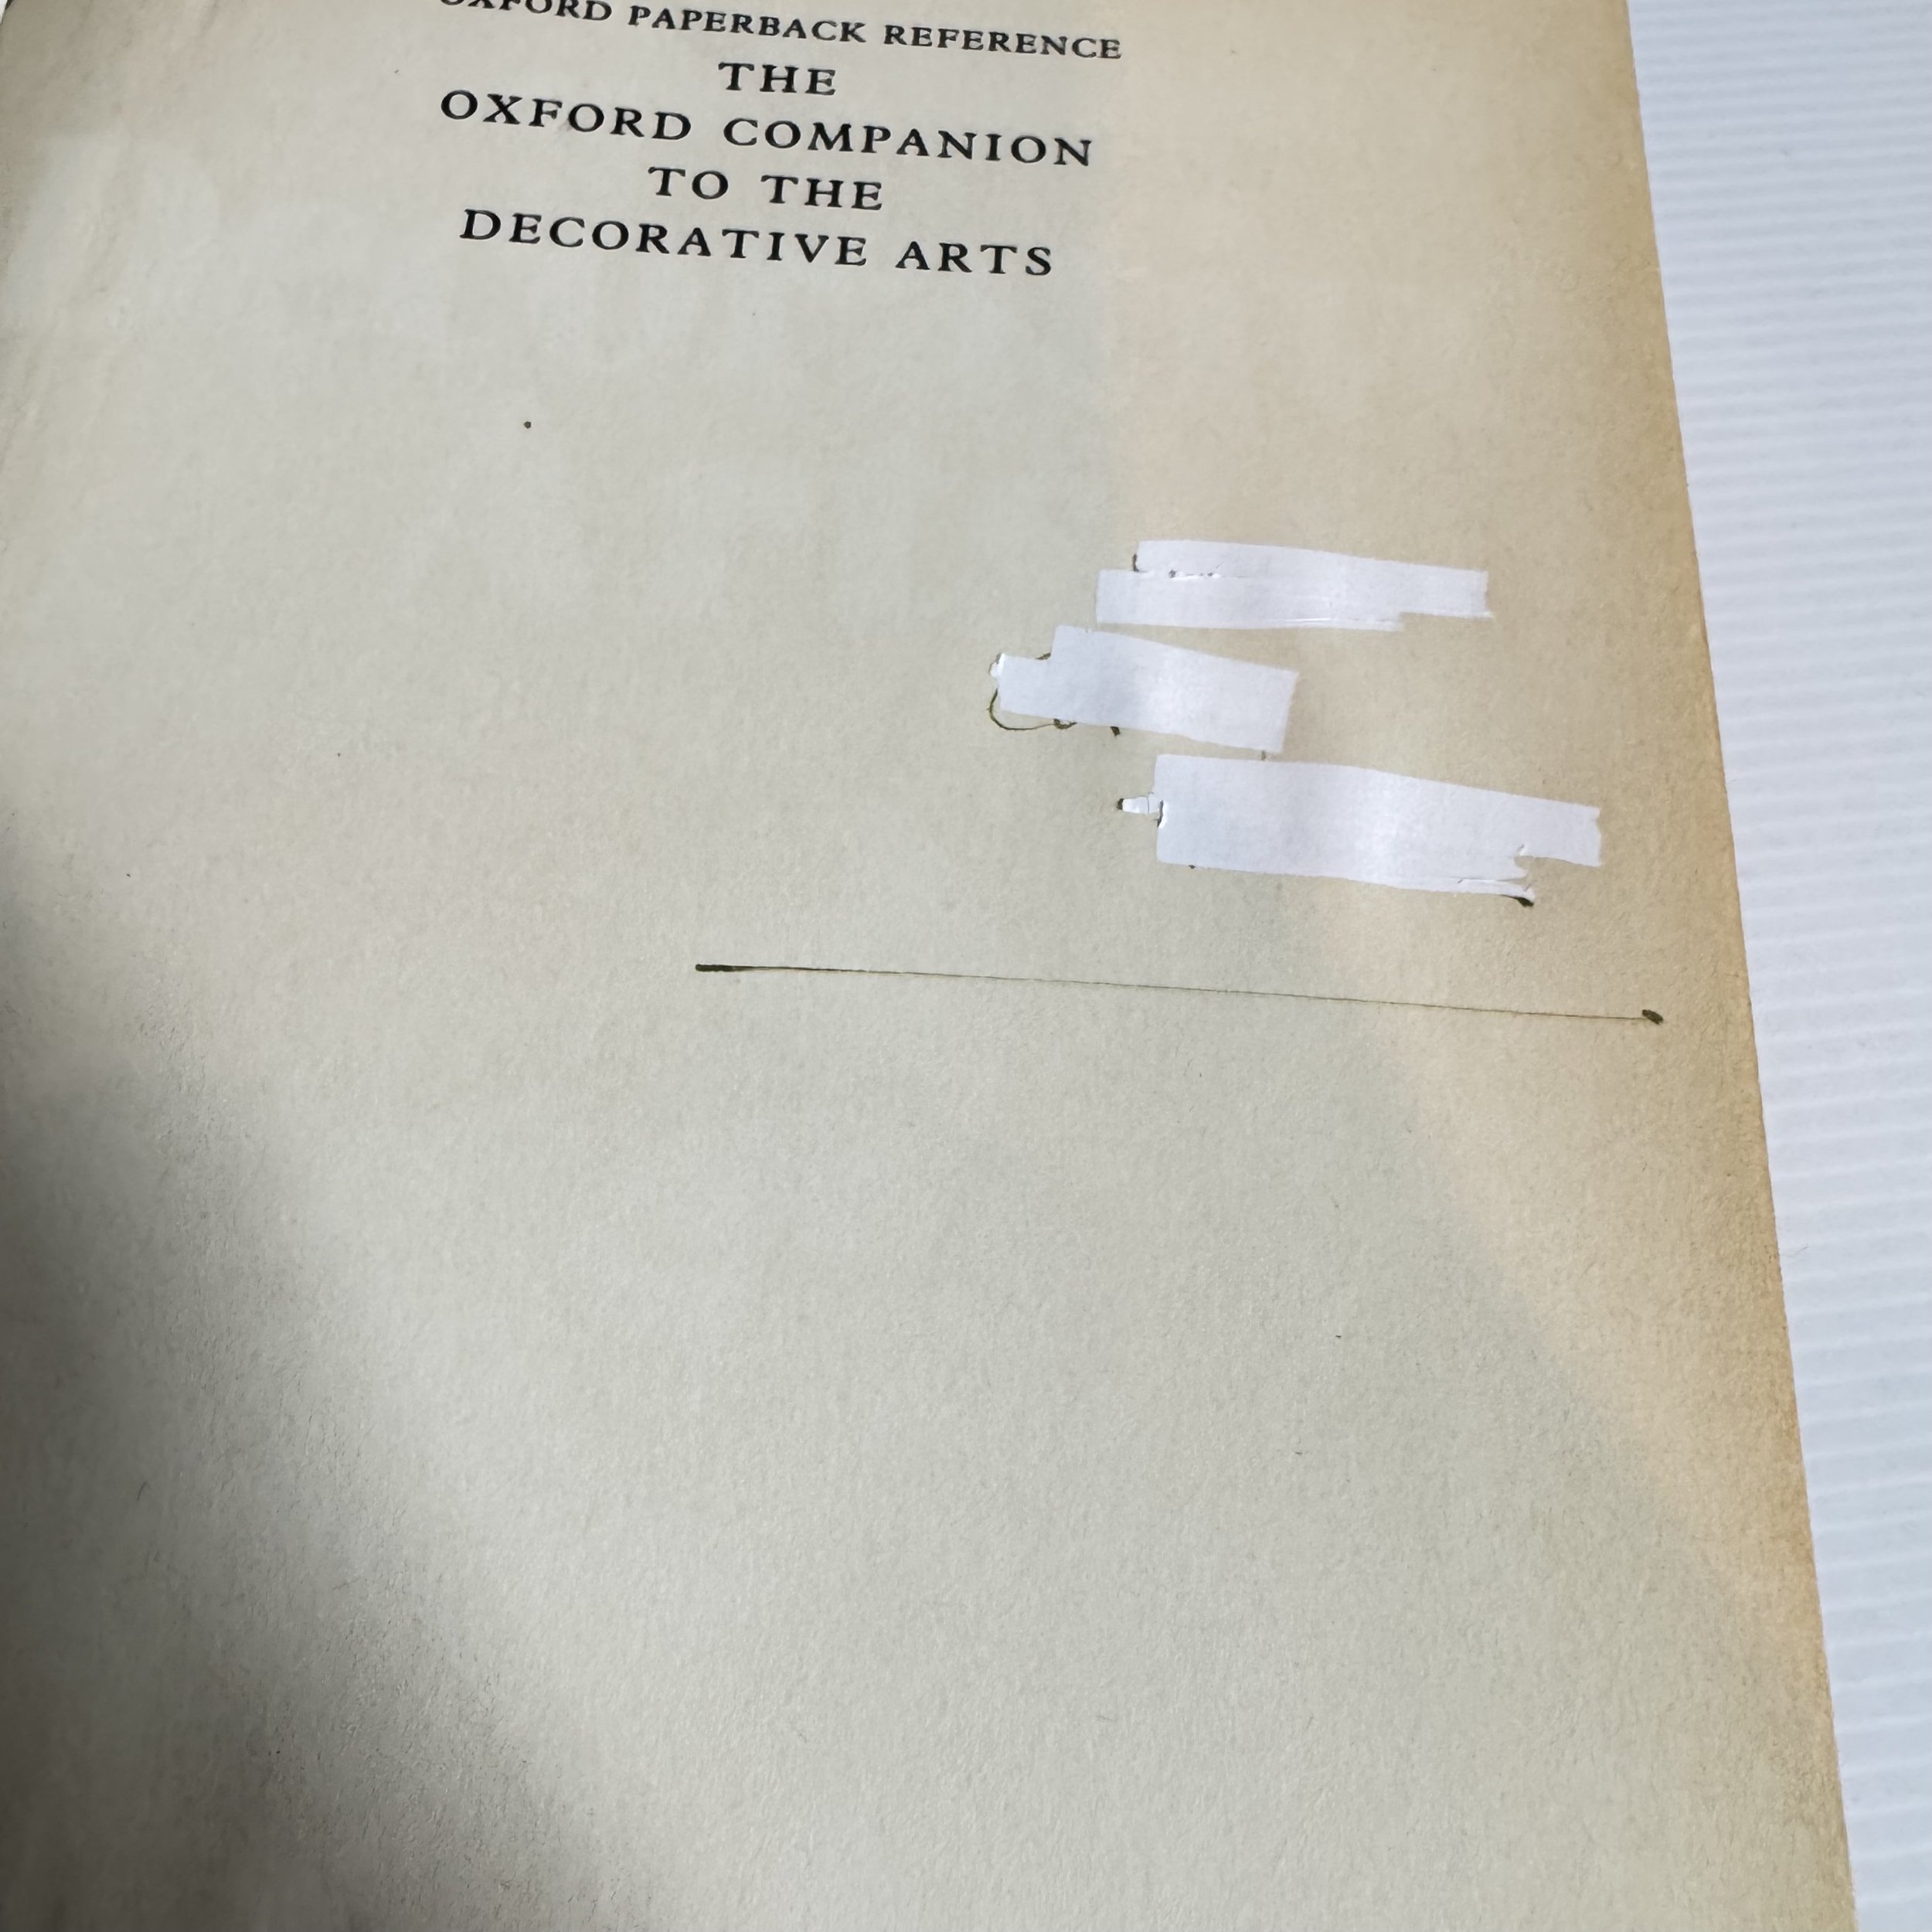 OXFORD PAPERBACK REFERENCE
THE
OXFORD COMPANION
TO THE
DECORATIVE ARTS